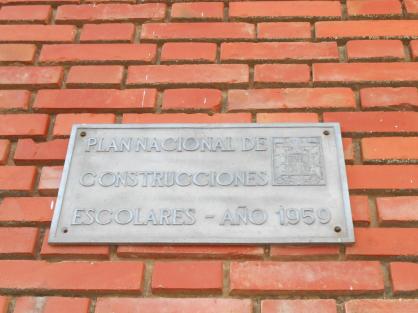 PLAN NACIONAL DE
CONSTRUCCIONES
ESCOLARES - AÑO 1959